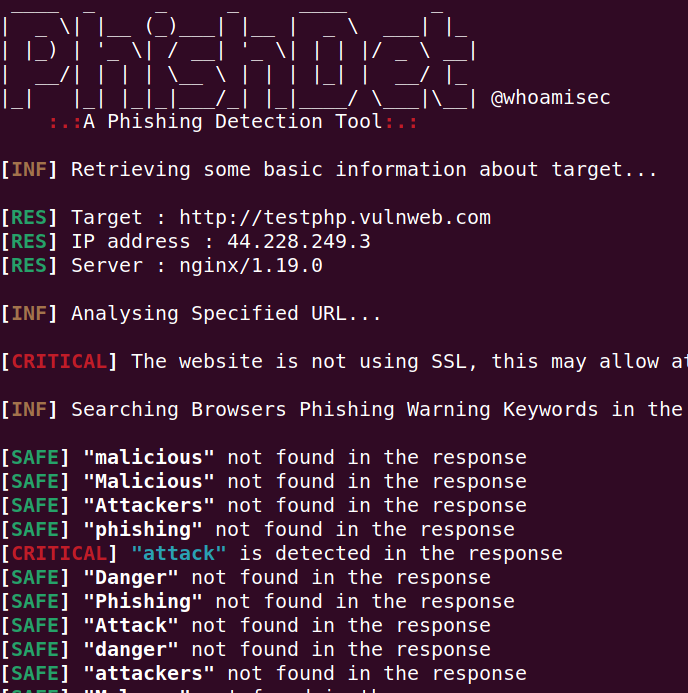 PhishDet @whoamisec
:.:A Phishing Detection Tool:.:
[INF] Retrieving some basic information about target...
[RES] Target : http://testphp.vulnweb.com
[RES] IP address : 44.228.249.3
[RES] Server : nginx/1.19.0
[INF] Analysing Specified URL...
[CRITICAL] The website is not using SSL, this may allow
[INF] Searching Browsers Phishing Warning Keywords in the
[SAFE] "malicious" not found in the response
[SAFE] "Malicious" not found in the response
[SAFE] "Attackers" not found in the response
[SAFE] "phishing" not found in the response
[CRITICAL] "attack" is detected in the response
[SAFE] "Danger" not found in the response
[SAFE] "Phishing" not found in the response
[SAFE] "Attack" not found in the response
[SAFE] "danger" not found in the response
[SAFE] "attackers" not found in the response